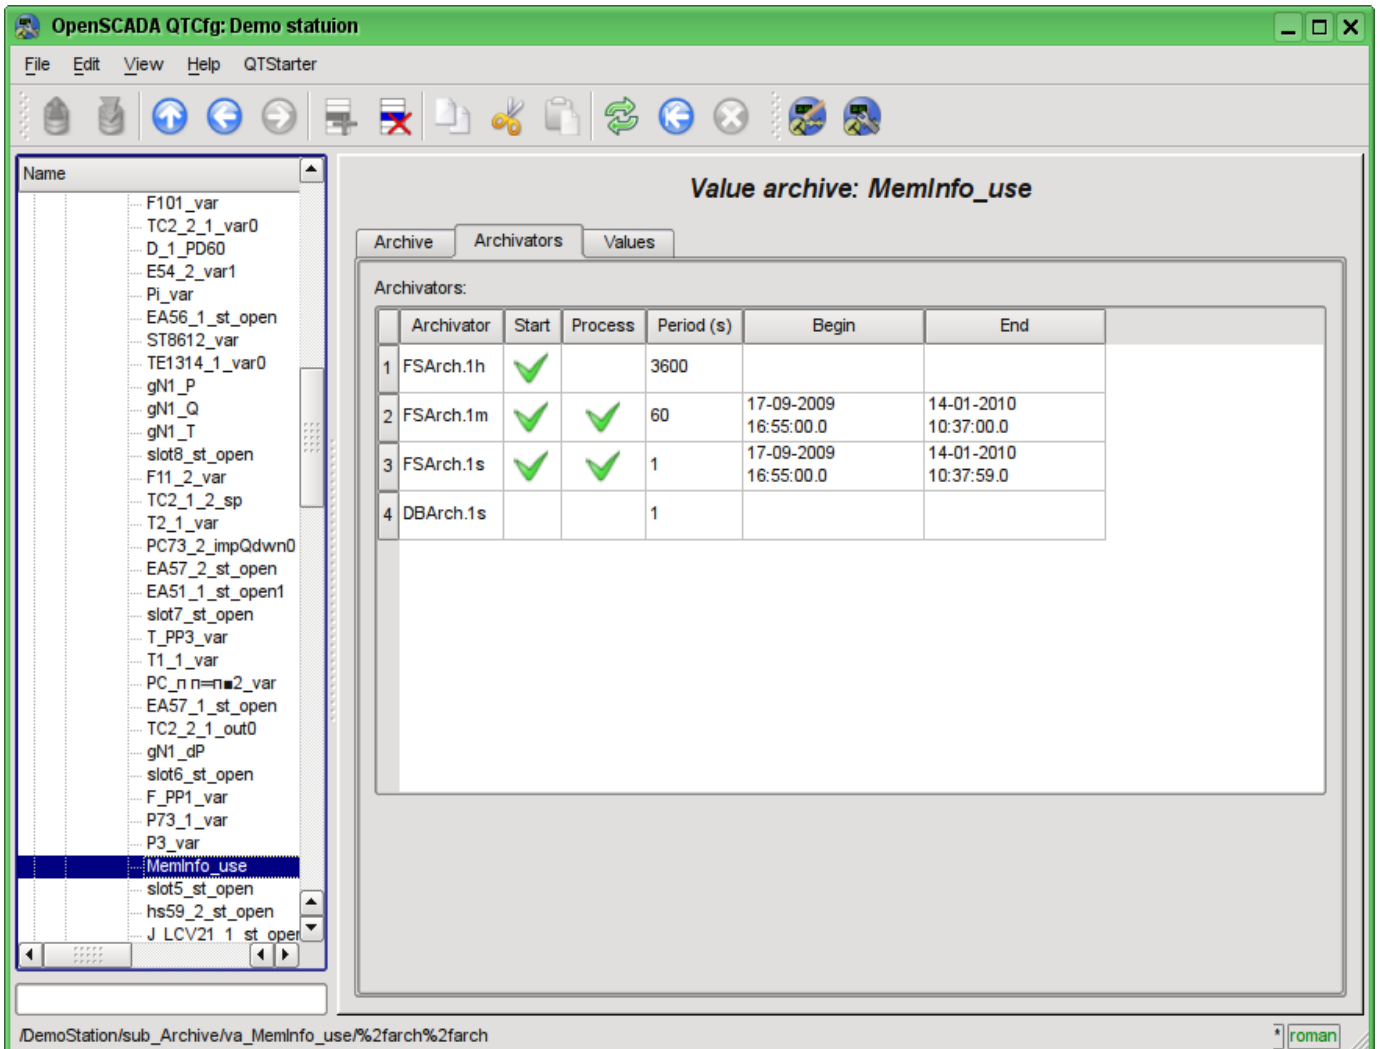 OpenSCADA QTCfg: Demo statuion
File Edit View Help QTStarter
Name
F101_var
TC2_2_1_var0
D_1_PD60
E54_2_var1
Pi_var
EA56_1_st_open
ST8612_var
TE1314_1_var0
gN1_P
gN1_Q
gN1_T
slot8_st_open
F11_2_var
TC2_1_2_sp
T2_1_var
PC73_2_impQdwn0
EA57_2_st_open
EA51_1_st_open1
slot7_st_open
T_PP3_var
T1_1_var
PC_п п═п■2_var
EA57_1_st_open
TC2_2_1_out0
gN1_dP
slot6_st_open
F_PP1_var
P73_1_var
P3_var
MemInfo_use
slot5_st_open
hs59_2_st_open
J_LCV21_1_st_oper
Value archive: MemInfo_use
Archive Archivators Values
Archivators:
Archivator Start Process Period (s) Begin End
1 FSArch.1h 3600
2 FSArch.1m 60 17-09-2009 16:55:00.0 14-01-2010 10:37:00.0
3 FSArch.1s 1 17-09-2009 16:55:00.0 14-01-2010 10:37:59.0
4 DBArch.1s 1
/DemoStation/sub_Archive/va_MemInfo_use/%2farch%2farch
* roman